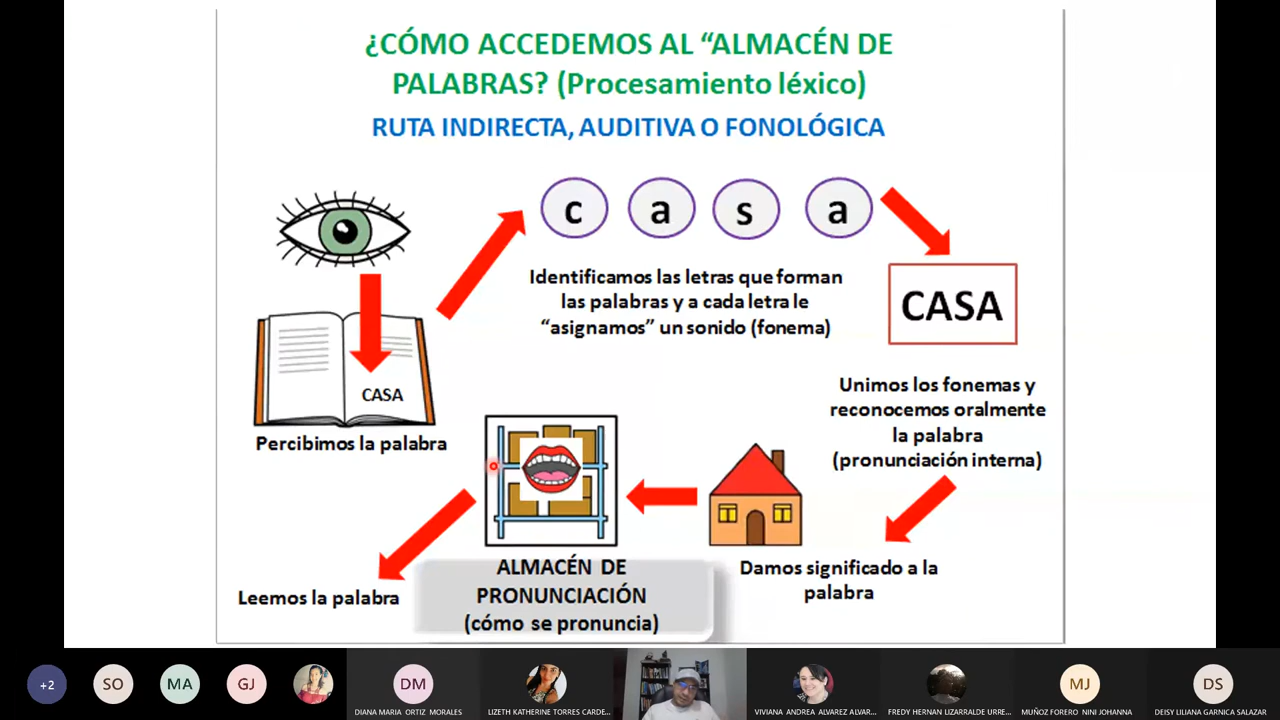 ¿CÓMO ACCEDEMOS AL “ALMACÉN DE
PALABRAS? (Procesamiento léxico)
RUTA INDIRECTA, AUDITIVA O FONOLÓGICA
c a s a
Identificamos las letras que forman
las palabras y a cada letra le
“asignamos” un sonido (fonema)
CASA
CASA
Percibimos la palabra
Unimos los fonemas y
reconocemos oralmente
la palabra
(pronunciación interna)
Damos significado a la
palabra
ALMACÉN DE
PRONUNCIACIÓN
(cómo se pronuncia)
Leemos la palabra
+2
SO
MA
GJ
DM
MJ
DS
DIANA MARIA ORTIZ MORALES
LIZETH KATHERINE TORRES CARDE...
VIVIANA ANDREA ALVAREZ ALVAR...
FREDY HERNAN LIZARRALDE URRE...
MUÑOZ FORERO NINI JOHANNA
DEISY LILIANA GARNICA SALAZAR